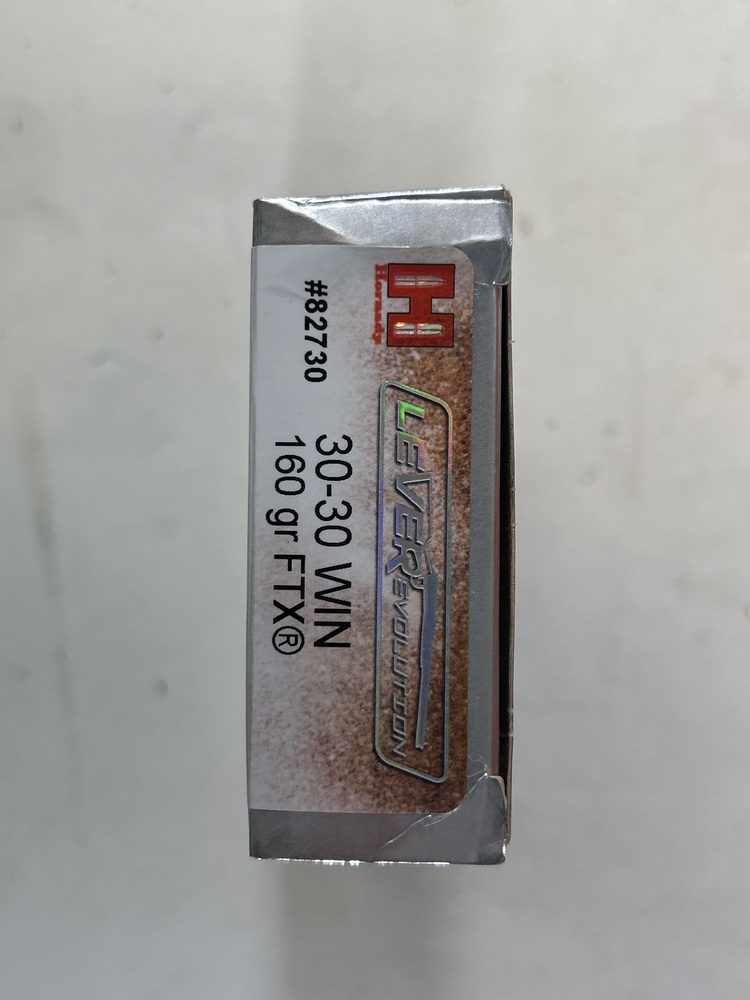 Hornady
LEVEREVOLUTION
#82730
30-30 WIN
160 gr FTX®